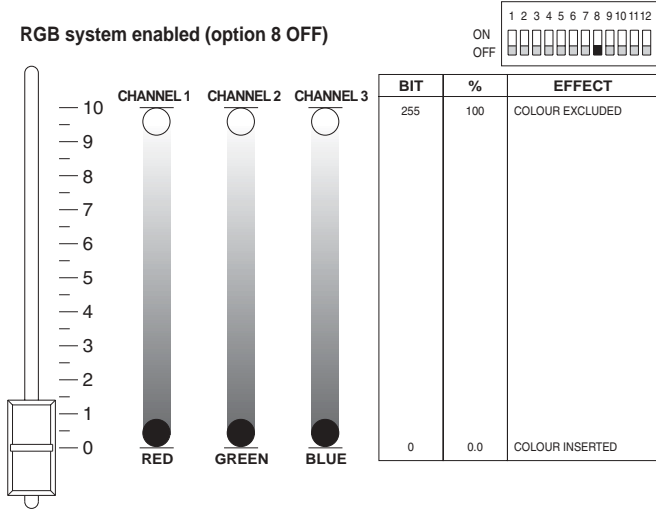 RGB system enabled (option 8 OFF)
1 2 3 4 5 6 7 8 9 10 11 12
ON
OFF
BIT % EFFECT
255 100 COLOUR EXCLUDED
0 0.0 COLOUR INSERTED
CHANNEL 1 CHANNEL 2 CHANNEL 3
10
9
8
7
6
5
4
3
2
1
0
RED GREEN BLUE